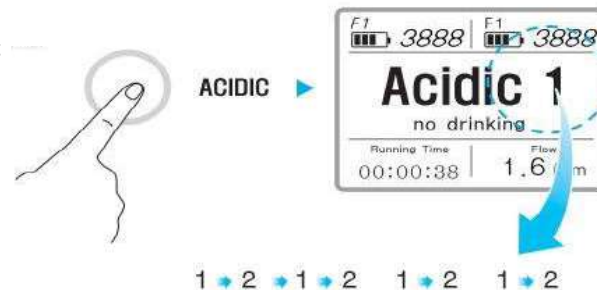 F1 3888 F1 3888
ACIDIC
Acidic 1
no drinking
Running Time Flow
00:00:38 1.6 m
1 2 1 2 1 2 1 2